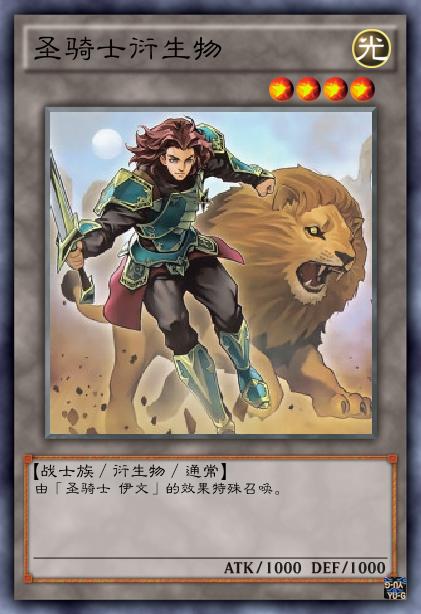 圣骑士衍生物
光
【战士族 / 衍生物 / 通常】
由「圣骑士 伊文」的效果特殊召唤。
ATK/1000 DEF/1000